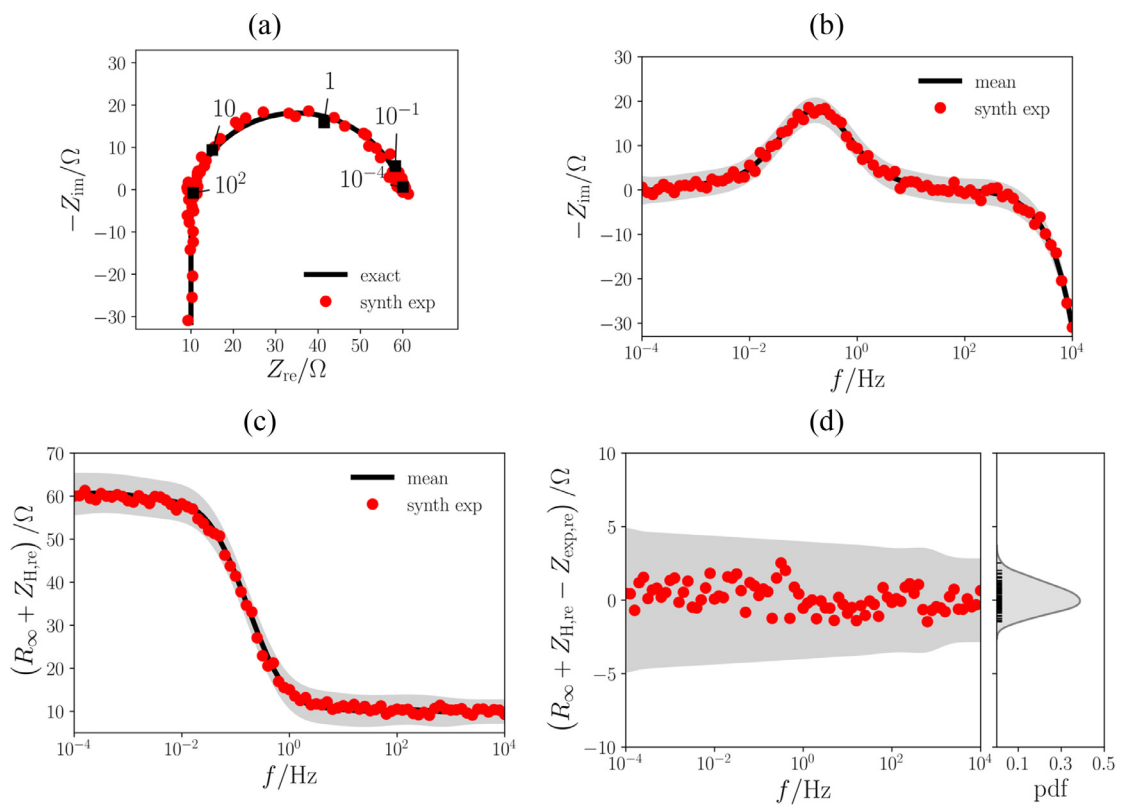 (a)
30
20
10
0
−10
−20
−30
−Z_im/Ω
10
1
10^−1
10^−4
10^2
exact
synth exp
10 20 30 40 50 60
Z_re/Ω
(b)
30
20
10
0
−10
−20
−30
−Z_im/Ω
mean
synth exp
10^−4 10^−2 10^0 10^2 10^4
f/Hz
(c)
70
60
50
40
30
20
10
(R_∞ + Z_H,re) /Ω
mean
synth exp
10^−4 10^−2 10^0 10^2 10^4
f/Hz
(d)
10
5
0
−5
−10
(R_∞ + Z_H,re − Z_exp,re) /Ω
10^−4 10^−2 10^0 10^2 10^4
f/Hz
0.1 0.3 0.5
pdf